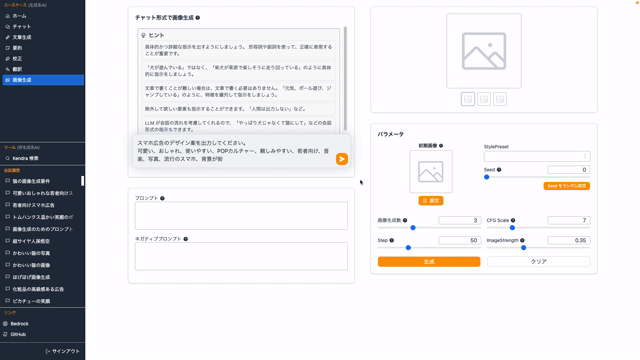 ユースケース (生成系AI)
ホーム
チャット
文章生成
要約
校正
翻訳
画像生成
ツール (非生成系AI)
Kendra 検索
会話履歴
猫の画像生成要件
可愛いおしゃれな若者向けス
若者向けスマホ広告
トムハンクス温かい笑顔のポ
画像生成のためのプロンプト
超サイヤ人孫悟空
かわいい猫の写真
かわいい猫の画像
ほげほげ画像生成
化粧品の高級感ある広告
ピカチューの笑顔
リンク
Bedrock
GitHub
サインアウト
チャット形式で画像生成
ヒント
具体的かつ詳細な指示を出すようにしましょう。形容詞や副詞を使って、正確に表現することが重要です。
「犬が遊んでいる」ではなく、「柴犬が草原で楽しそうに走り回っている」のように具体的に指示をしましょう。
文章で書くことが難しい場合は、文章で書く必要はありません。「元気、ボール遊び、ジャンプしている」のように、特徴を羅列して指示をしましょう。
除外して欲しい要素も指示することができます。「人間は出力しない」など。
LLM が会話の流れを考慮してくれるので、「やっぱり犬じゃなくて猫にして」などの会話形式の指示もできます。
スマホ広告のデザイン案を出力してください。
可愛い、おしゃれ、使いやすい、POPカルチャー、親しみやすい、若者向け、音楽、写真、流行のスマホ、背景が街
プロンプト
ネガティブプロンプト
パラメータ
初期画像
設定
StylePreset
Seed
0
Seed をランダム設定
画像生成数
3
CFG Scale
7
Step
50
ImageStrength
0.35
生成
クリア